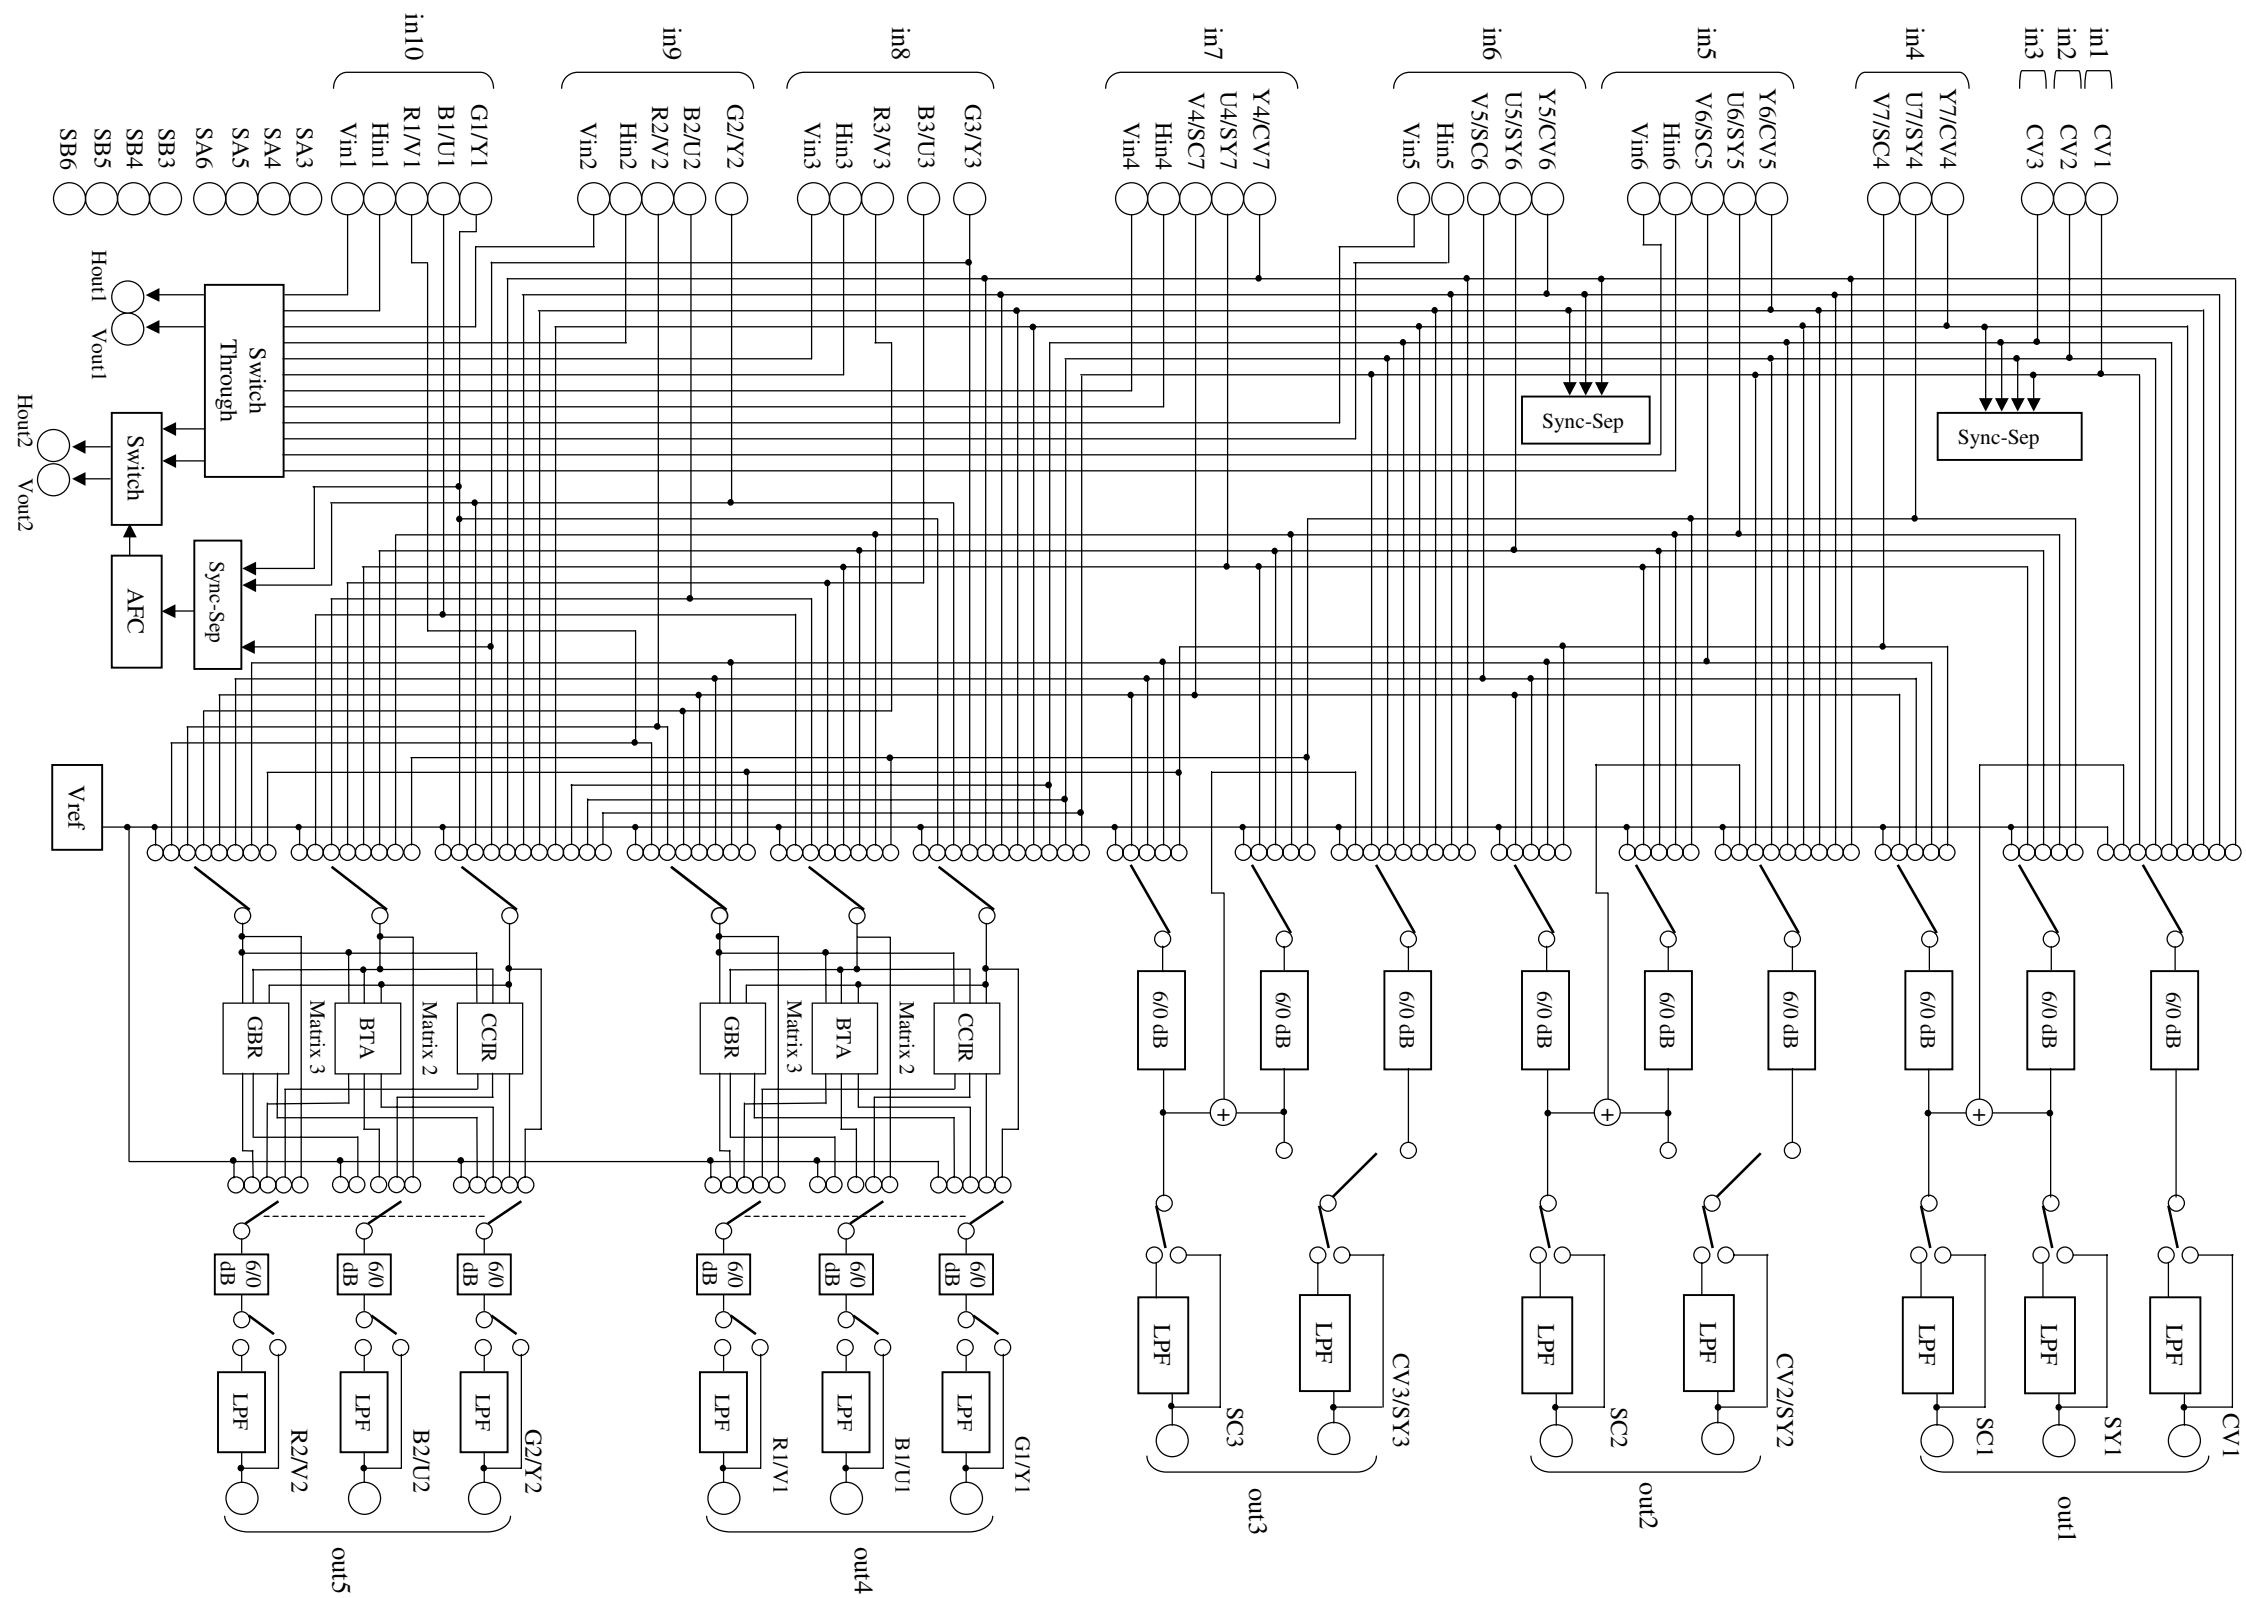 in1
CV1
in2
CV2
in3
CV3
in4
Y7/CV4
U7/SY4
V7/SC4
in5
Y6/CV5
U6/SY5
V6/SC5
Hin6
Vin6
in6
Y5/CV6
U5/SY6
V5/SC6
Hin5
Vin5
in7
Y4/CV7
U4/SY7
V4/SC7
Hin4
Vin4
in8
G3/Y3
B3/U3
R3/V3
Hin3
Vin3
in9
G2/Y2
B2/U2
R2/V2
Hin2
Vin2
in10
G1/Y1
B1/U1
R1/V1
Hin1
Vin1
SA3
SA4
SA5
SA6
SB3
SB4
SB5
SB6
Sync-Sep
Sync-Sep
Switch
Through
Hout1
Vout1
Switch
Hout2
Vout2
Sync-Sep
AFC
Vref
6/0 dB
6/0 dB
6/0 dB
6/0 dB
6/0 dB
6/0 dB
6/0 dB
6/0 dB
6/0 dB
+
+
+
CCIR
Matrix 2
BTA
Matrix 3
GBR
CCIR
Matrix 2
BTA
Matrix 3
GBR
6/0
dB
6/0
dB
6/0
dB
6/0
dB
6/0
dB
6/0
dB
LPF
LPF
LPF
LPF
LPF
LPF
LPF
LPF
LPF
LPF
LPF
LPF
LPF
CV1
SY1
SC1
out1
CV2/SY2
SC2
out2
CV3/SY3
SC3
out3
G1/Y1
B1/U1
R1/V1
out4
G2/Y2
B2/U2
R2/V2
out5